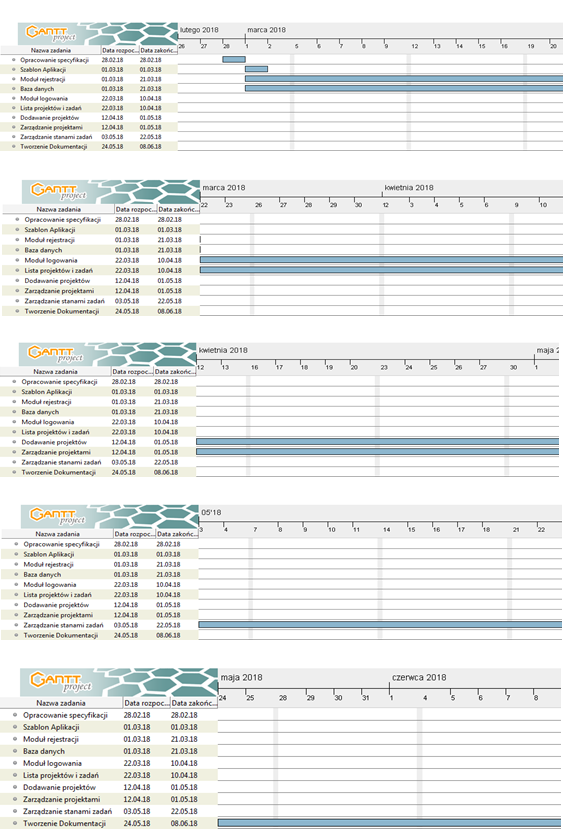 GANTT project lutego 2018 marca 2018
Nazwa zadania Data rozpoc... Data zakońc... 26 27 28 1 2 5 6 7 8 9 12 13 14 15 16 19 20
Opracowanie specyfikacji 28.02.18 28.02.18
Szablon Aplikacji 01.03.18 01.03.18
Moduł rejestracji 01.03.18 21.03.18
Baza danych 01.03.18 21.03.18
Moduł logowania 22.03.18 10.04.18
Lista projektów i zadań 22.03.18 10.04.18
Dodawanie projektów 12.04.18 01.05.18
Zarządzanie projektami 12.04.18 01.05.18
Zarządzanie stanami zadań 03.05.18 22.05.18
Tworzenie Dokumentacji 24.05.18 08.06.18
GANTT project marca 2018 kwietnia 2018
Nazwa zadania Data rozpoc... Data zakońc... 22 23 26 27 28 29 30 2 3 4 5 6 9 10
Opracowanie specyfikacji 28.02.18 28.02.18
Szablon Aplikacji 01.03.18 01.03.18
Moduł rejestracji 01.03.18 21.03.18
Baza danych 01.03.18 21.03.18
Moduł logowania 22.03.18 10.04.18
Lista projektów i zadań 22.03.18 10.04.18
Dodawanie projektów 12.04.18 01.05.18
Zarządzanie projektami 12.04.18 01.05.18
Zarządzanie stanami zadań 03.05.18 22.05.18
Tworzenie Dokumentacji 24.05.18 08.06.18
GANTT project kwietnia 2018 maja 2
Nazwa zadania Data rozpoc... Data zakońc... 12 13 16 17 18 19 20 23 24 25 26 27 30 1
Opracowanie specyfikacji 28.02.18 28.02.18
Szablon Aplikacji 01.03.18 01.03.18
Moduł rejestracji 01.03.18 21.03.18
Baza danych 01.03.18 21.03.18
Moduł logowania 22.03.18 10.04.18
Lista projektów i zadań 22.03.18 10.04.18
Dodawanie projektów 12.04.18 01.05.18
Zarządzanie projektami 12.04.18 01.05.18
Zarządzanie stanami zadań 03.05.18 22.05.18
Tworzenie Dokumentacji 24.05.18 08.06.18
GANTT project 05'18
Nazwa zadania Data rozpoc... Data zakońc... 3 4 7 8 9 10 11 14 15 16 17 18 21 22
Opracowanie specyfikacji 28.02.18 28.02.18
Szablon Aplikacji 01.03.18 01.03.18
Moduł rejestracji 01.03.18 21.03.18
Baza danych 01.03.18 21.03.18
Moduł logowania 22.03.18 10.04.18
Lista projektów i zadań 22.03.18 10.04.18
Dodawanie projektów 12.04.18 01.05.18
Zarządzanie projektami 12.04.18 01.05.18
Zarządzanie stanami zadań 03.05.18 22.05.18
Tworzenie Dokumentacji 24.05.18 08.06.18
GANTT project maja 2018 czerwca 2018
Nazwa zadania Data rozpoc... Data zakońc... 24 25 28 29 30 31 1 4 5 6 7 8
Opracowanie specyfikacji 28.02.18 28.02.18
Szablon Aplikacji 01.03.18 01.03.18
Moduł rejestracji 01.03.18 21.03.18
Baza danych 01.03.18 21.03.18
Moduł logowania 22.03.18 10.04.18
Lista projektów i zadań 22.03.18 10.04.18
Dodawanie projektów 12.04.18 01.05.18
Zarządzanie projektami 12.04.18 01.05.18
Zarządzanie stanami zadań 03.05.18 22.05.18
Tworzenie Dokumentacji 24.05.18 08.06.18